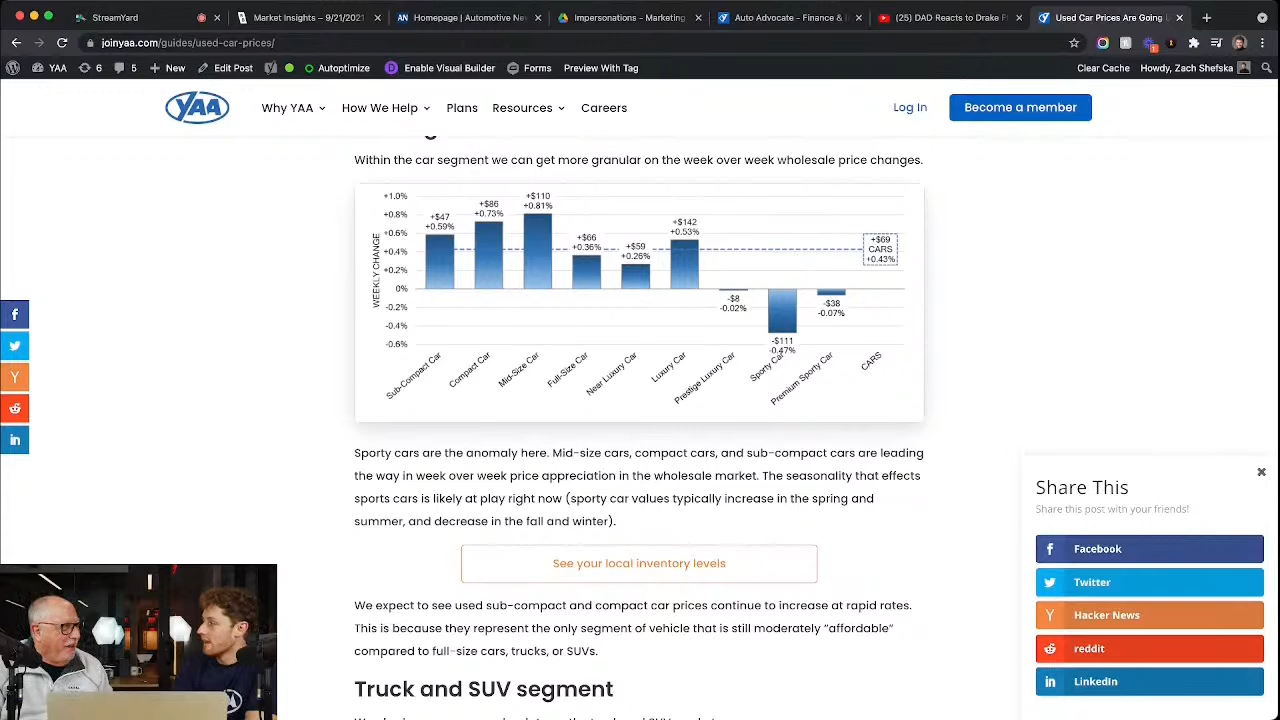 StreamYard
Market Insights – 9/21/2021
Homepage | Automotive Ne
Impersonations - Marketing
Auto Advocate - Finance & I
(25) DAD Reacts to Drake F
Used Car Prices Are Going U
joinyaa.com/guides/used-car-prices/
YAA 6 5 New Edit Post Autoptimize Enable Visual Builder Forms Preview With Tag Clear Cache Howdy, Zach Shefska
YAA Why YAA How We Help Plans Resources Careers Log In Become a member
Within the car segment we can get more granular on the week over week wholesale price changes.
WEEKLY CHANGE
+1.0%
+0.8%
+0.6%
+0.4%
+0.2%
0%
-0.2%
-0.4%
-0.6%
+$47
+0.59%
+$86
+0.73%
+$110
+0.81%
+$66
+0.36%
+$59
+0.26%
+$142
+0.53%
-$8
-0.02%
-$111
-0.47%
-$38
-0.07%
+$69
CARS
+0.43%
Sub-Compact Car
Compact Car
Mid-Size Car
Full-Size Car
Near Luxury Car
Luxury Car
Prestige Luxury Car
Sporty Car
Premium Sporty Car
CARS
Sporty cars are the anomaly here. Mid-size cars, compact cars, and sub-compact cars are leading
the way in week over week price appreciation in the wholesale market. The seasonality that effects
sports cars is likely at play right now (sporty car values typically increase in the spring and
summer, and decrease in the fall and winter).
See your local inventory levels
We expect to see used sub-compact and compact car prices continue to increase at rapid rates.
This is because they represent the only segment of vehicle that is still moderately “affordable”
compared to full-size cars, trucks, or SUVs.
Truck and SUV segment
Share This
Share this post with your friends!
Facebook
Twitter
Hacker News
reddit
LinkedIn